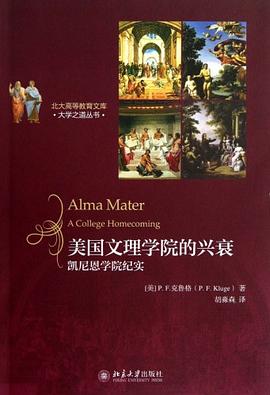 北大高等教育文库
·大学之道丛书·
Alma Mater
A College Homecoming
美国文理学院的兴衰
凯尼恩学院纪实
[美] P. F. 克鲁格（P. F. Kluge） 著
胡森森 译
北京大学出版社
PEKING UNIVERSITY PRESS